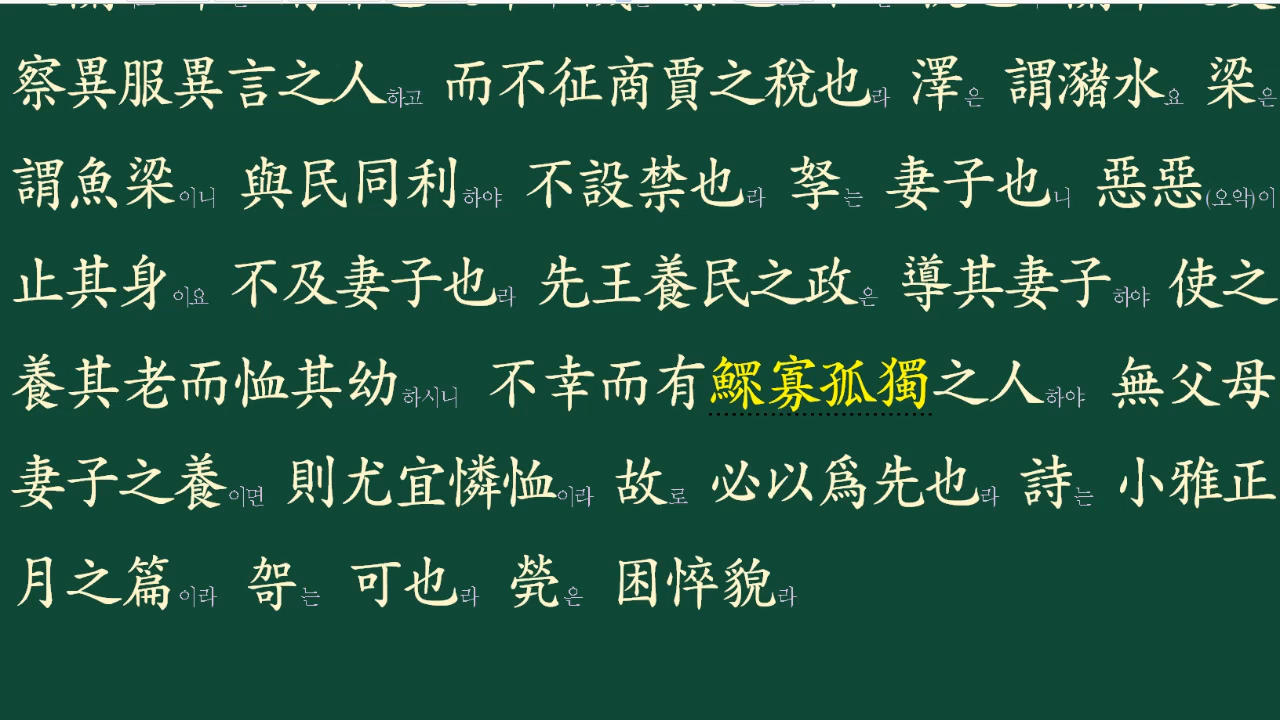 察異服異言之人하고 而不征商賈之稅也라 澤은 謂瀦水요 梁은
謂魚梁이니 與民同利하야 不設禁也라 孥는 妻子也니 惡惡(오악)이
止其身이요 不及妻子也라 先王養民之政은 導其妻子하야 使之
養其老而恤其幼하시니 不幸而有鰥寡孤獨之人하야 無父母
妻子之養이면 則尤宜憐恤이라 故로 必以爲先也라 詩는 小雅正
月之篇이라 哿는 可也라 㷀은 困悴貌라